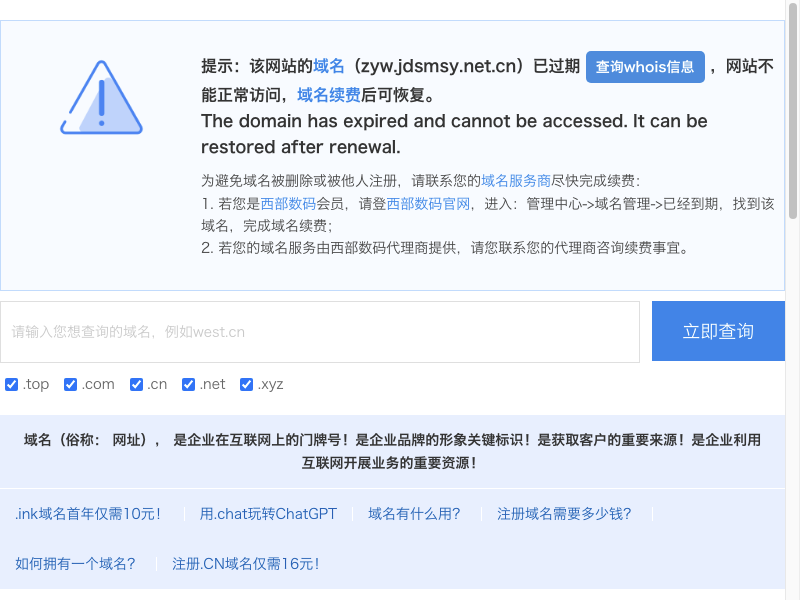 提示：该网站的域名（zyw.jdsmsy.net.cn）已过期 查询whois信息 ，网站不
能正常访问，域名续费后可恢复。
The domain has expired and cannot be accessed. It can be
restored after renewal.
为避免域名被删除或被他人注册，请联系您的域名服务商尽快完成续费：
1. 若您是西部数码会员，请登西部数码官网，进入：管理中心->域名管理->已经到期，找到该
域名，完成域名续费；
2. 若您的域名服务由西部数码代理商提供，请您联系您的代理商咨询续费事宜。
请输入您想查询的域名，例如west.cn
立即查询
.top .com .cn .net .xyz
域名（俗称： 网址）， 是企业在互联网上的门牌号！是企业品牌的形象关键标识！是获取客户的重要来源！是企业利用
互联网开展业务的重要资源！
.ink域名首年仅需10元！ 用.chat玩转ChatGPT 域名有什么用？ 注册域名需要多少钱？
如何拥有一个域名？ 注册.CN域名仅需16元！